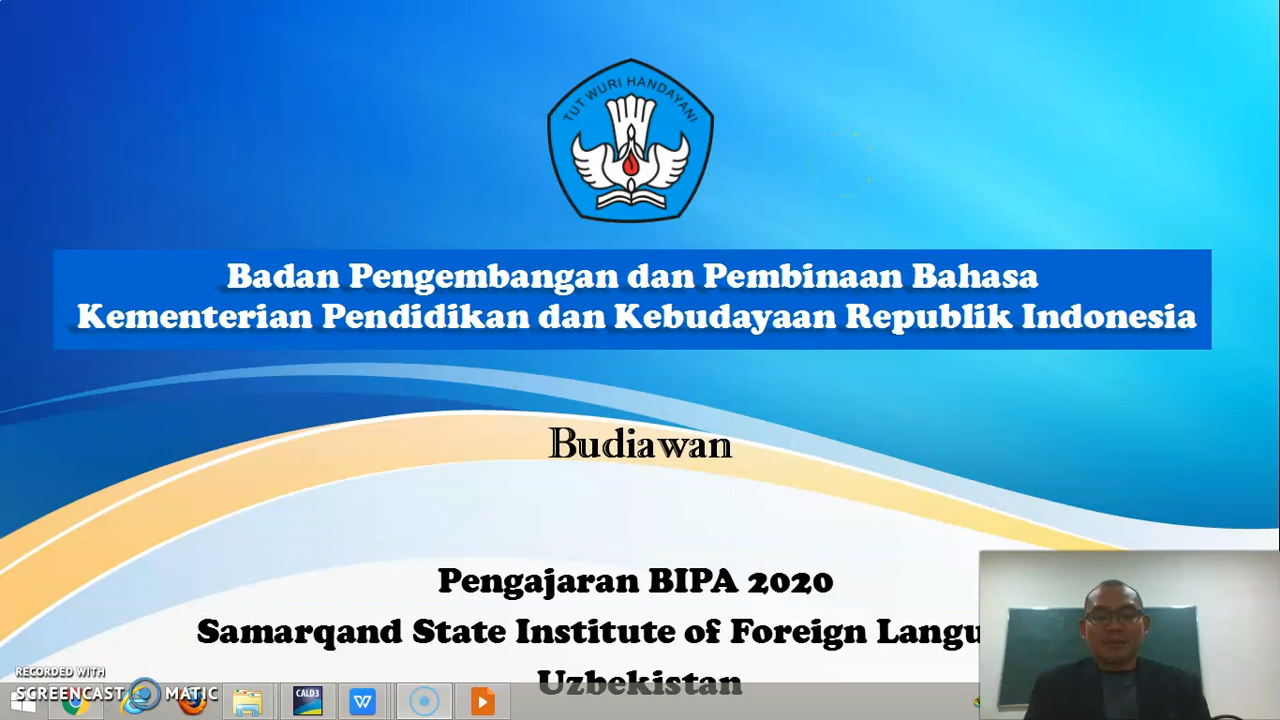 TUT WURI HANDAYANI
Badan Pengembangan dan Pembinaan Bahasa
Kementerian Pendidikan dan Kebudayaan Republik Indonesia
Budiawan
Pengajaran BIPA 2020
Samarqand State Institute of Foreign Langu
Uzbekistan
RECORDED WITH
SCREENCAST MATIC
CALD3